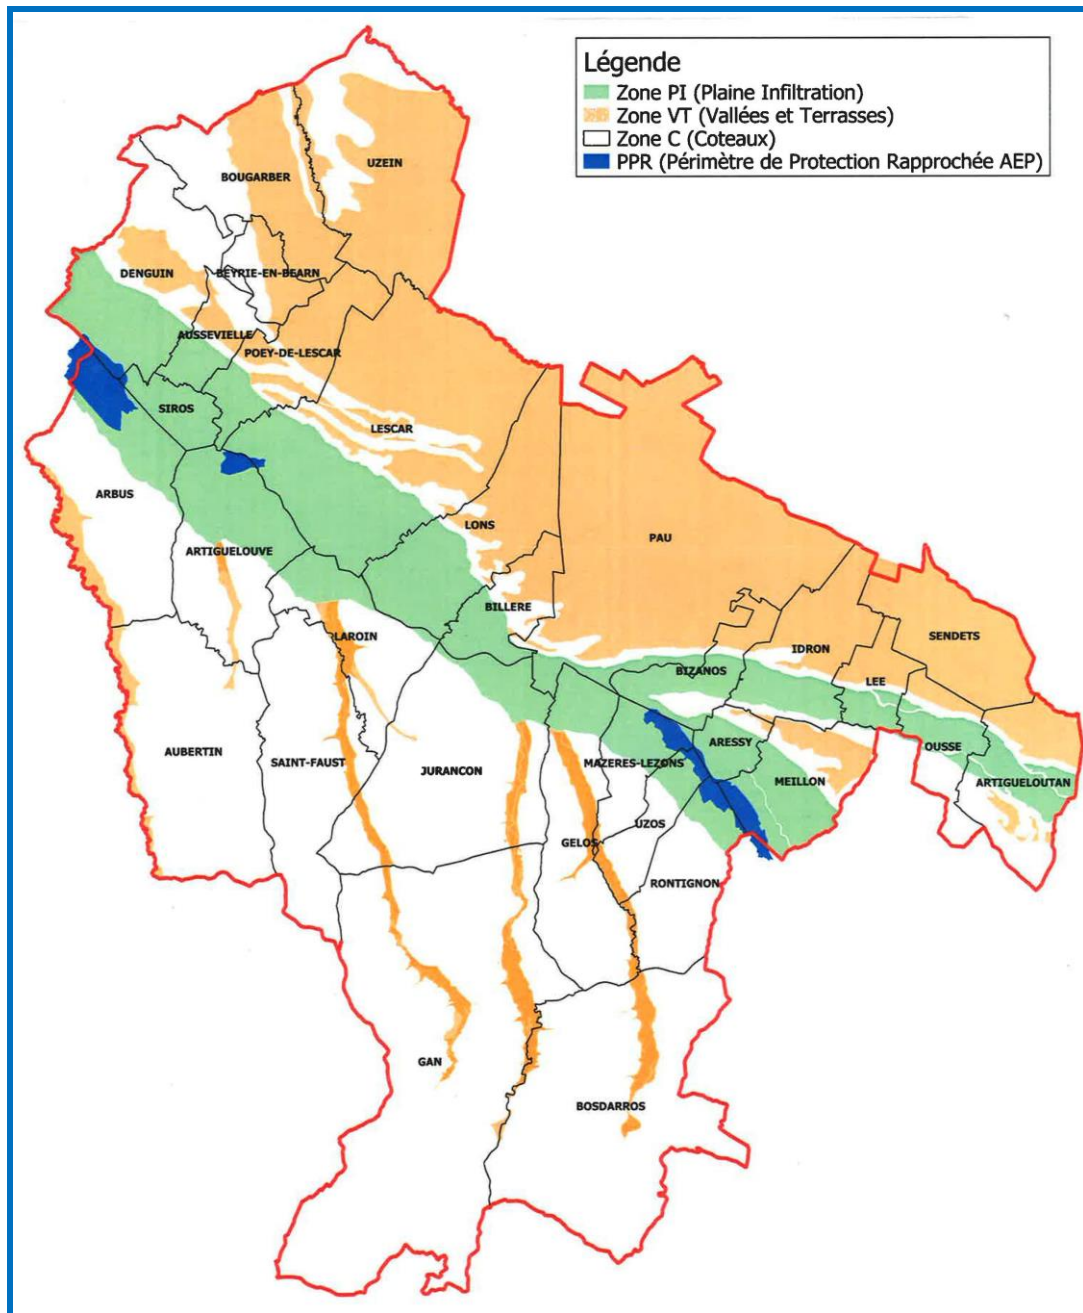 Légende
Zone PI (Plaine Infiltration)
Zone VT (Vallées et Terrasses)
Zone C (Coteaux)
PPR (Périmètre de Protection Rapprochée AEP)
UZEIN
BOUGARBER
DENGUIN
BEYRIE-EN-BEARN
AUSSEVIELLE
POEY-DE-LESCAR
SIROS
LESCAR
ARBUS
LONS
PAU
ARTIGUELOUVE
BILLERE
LAROIN
IDRON
SENDETS
BIZANOS
LEE
ARESSY
OUSSE
AUBERTIN
SAINT-FAUST
JURANCON
MAZERES-LEZONS
MEILLON
ARTIGUELOUTAN
UZOS
GELOS
RONTIGNON
GAN
BOSDARROS